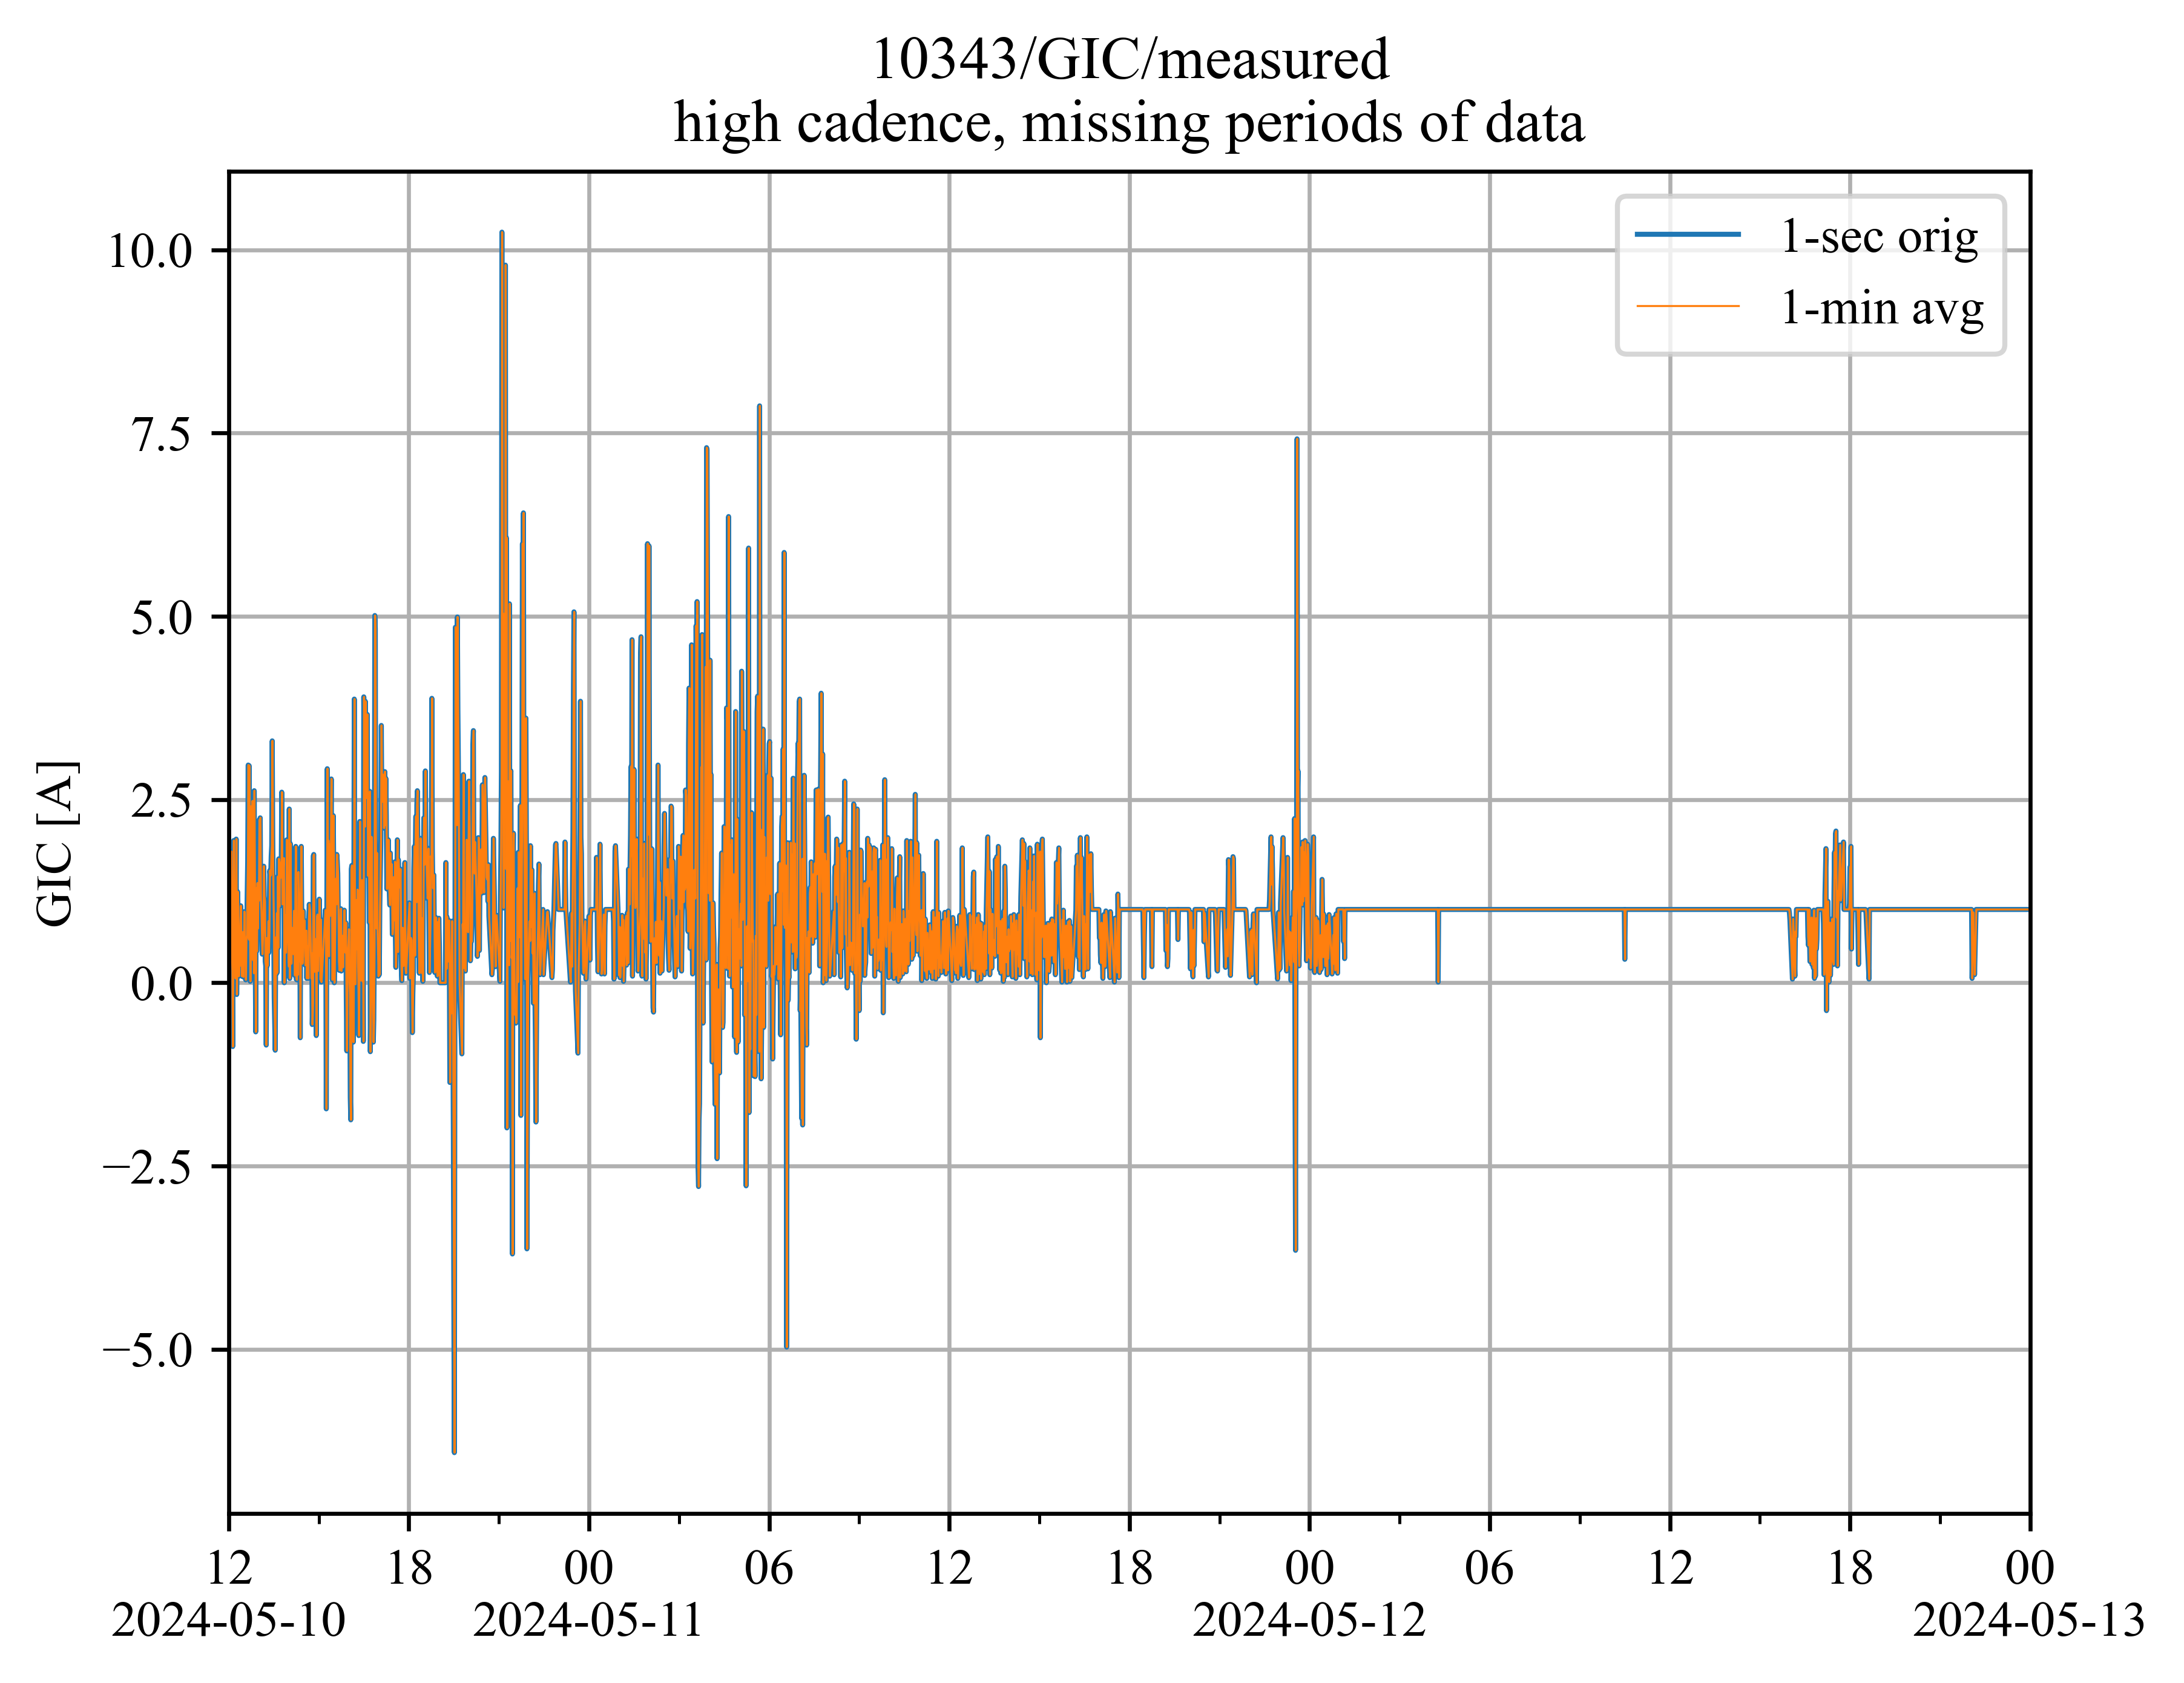 10343/GIC/measured
high cadence, missing periods of data
1-sec orig
1-min avg
GIC [A]
10.0
7.5
5.0
2.5
0.0
−2.5
−5.0
12 18 00 06 12 18 00 06 12 18 00
2024-05-10 2024-05-11 2024-05-12 2024-05-13